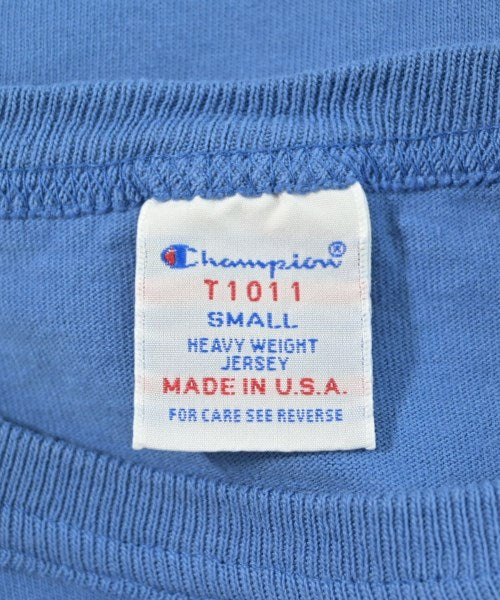 Champion®
T1011
SMALL
HEAVY WEIGHT
JERSEY
MADE IN U.S.A.
FOR CARE SEE REVERSE